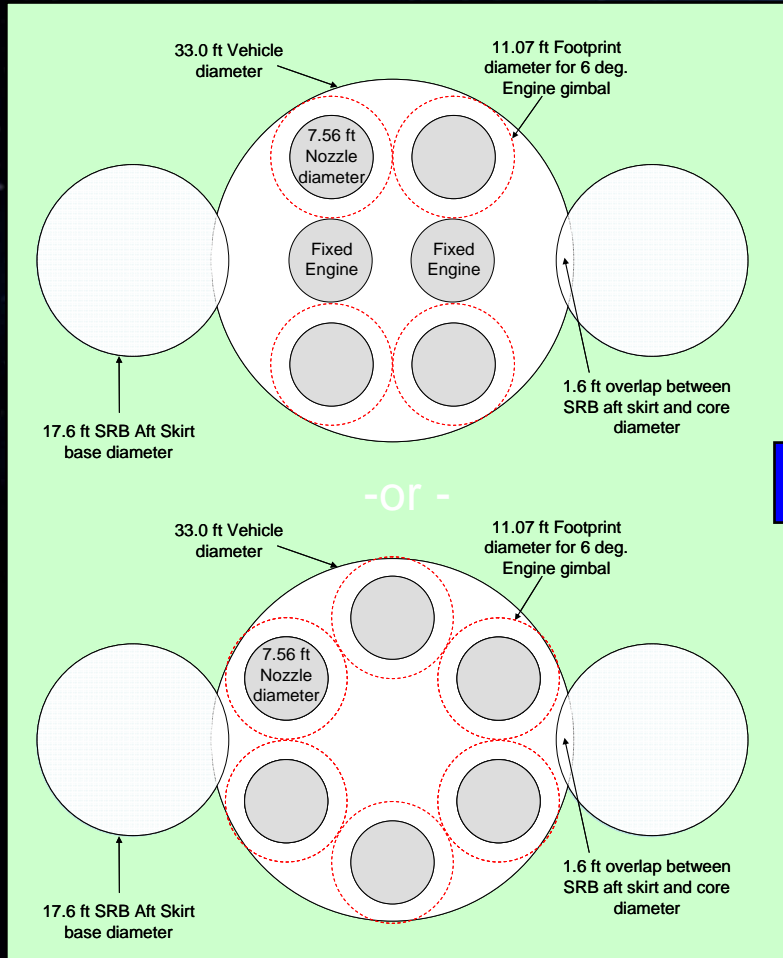 33.0 ft Vehicle
diameter
11.07 ft Footprint
diameter for 6 deg.
Engine gimbal
7.56 ft
Nozzle
diameter
Fixed
Engine
Fixed
Engine
17.6 ft SRB Aft Skirt
base diameter
1.6 ft overlap between
SRB aft skirt and core
diameter
-or -
33.0 ft Vehicle
diameter
11.07 ft Footprint
diameter for 6 deg.
Engine gimbal
7.56 ft
Nozzle
diameter
17.6 ft SRB Aft Skirt
base diameter
1.6 ft overlap between
SRB aft skirt and core
diameter